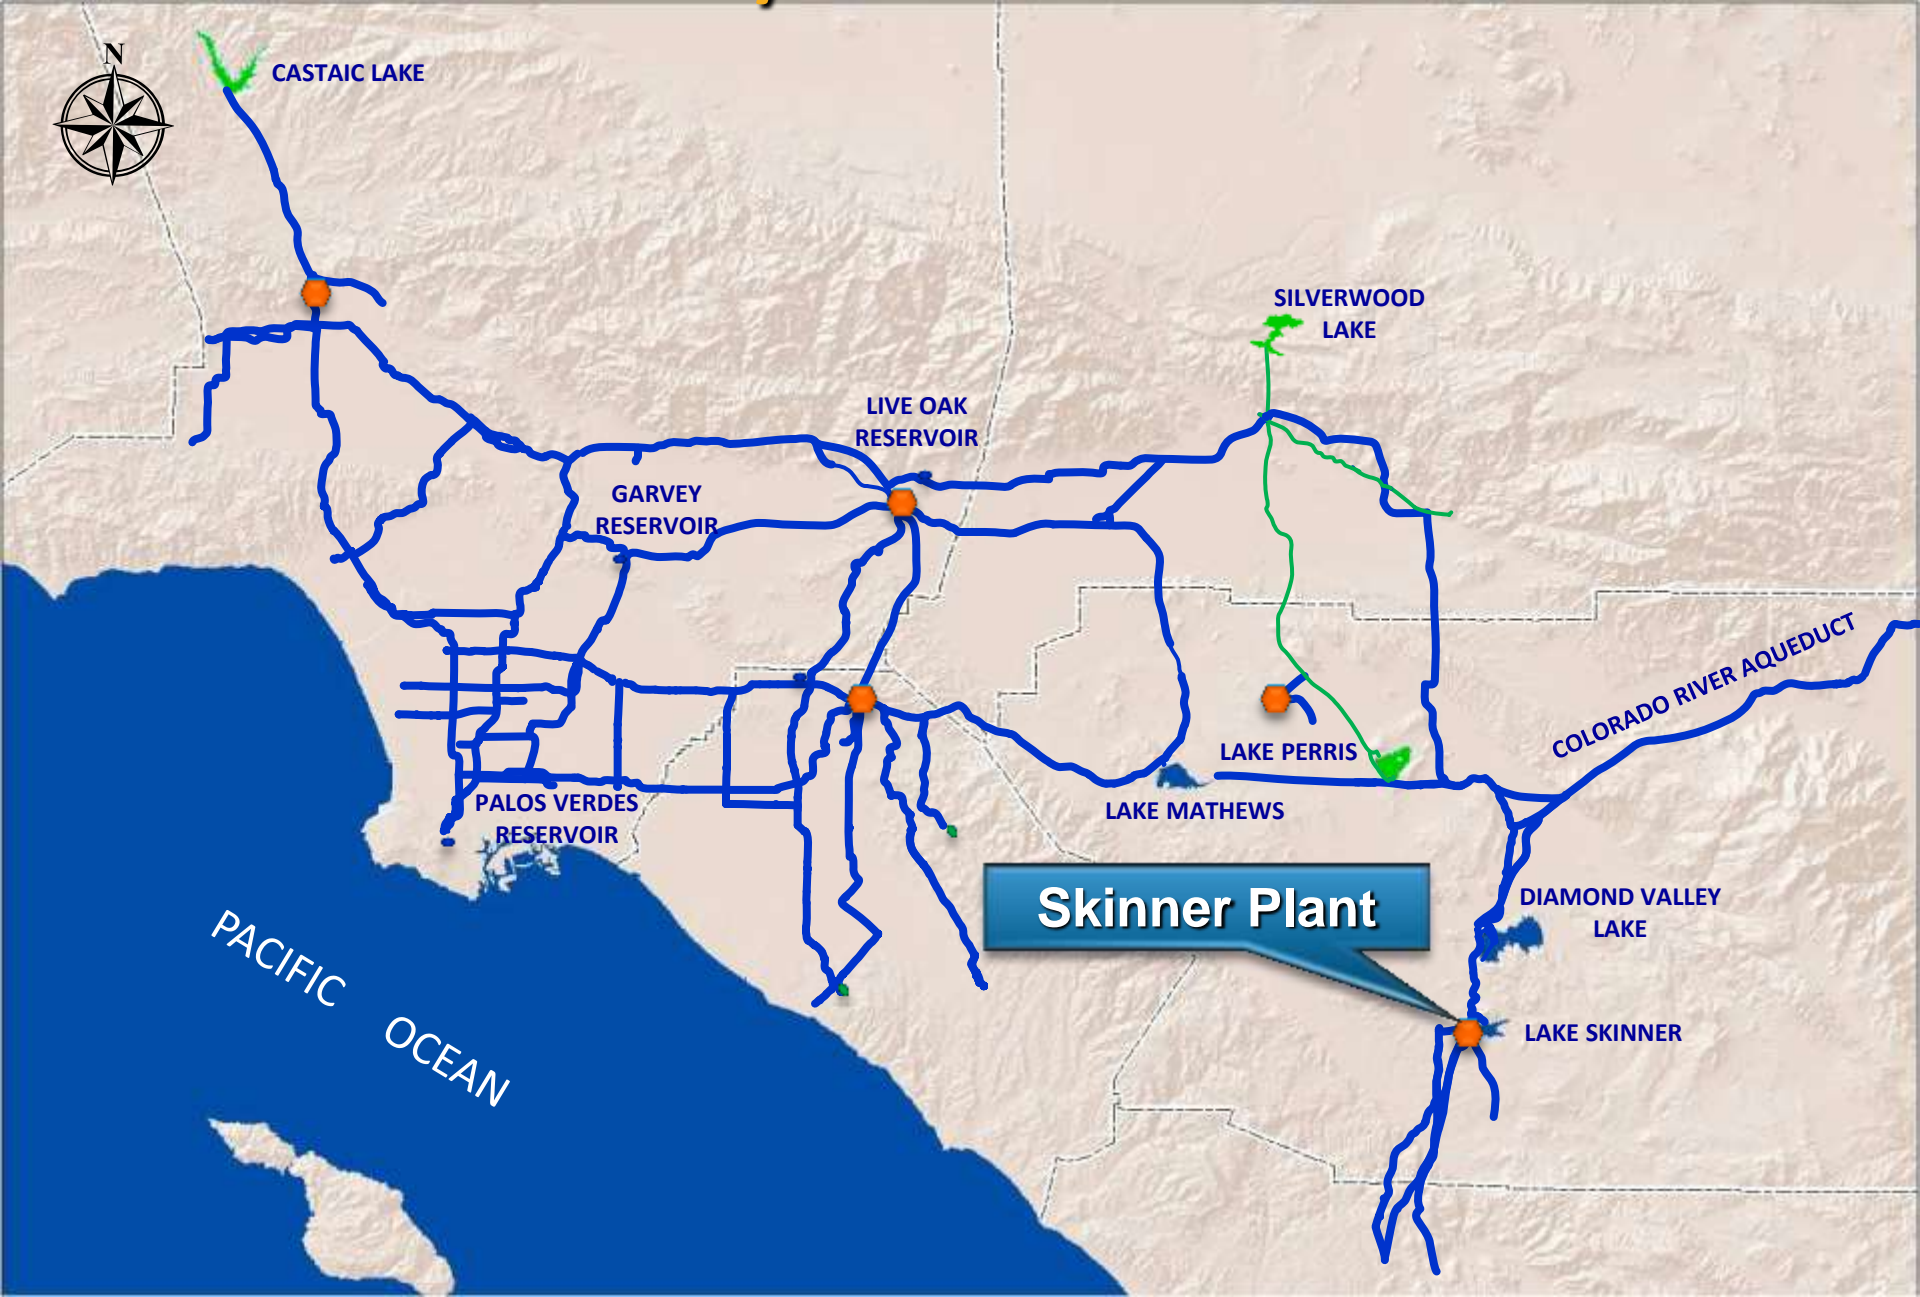 N
CASTAIC LAKE
SILVERWOOD
LAKE
LIVE OAK
RESERVOIR
GARVEY
RESERVOIR
COLORADO RIVER AQUEDUCT
LAKE PERRIS
LAKE MATHEWS
PALOS VERDES
RESERVOIR
Skinner Plant
DIAMOND VALLEY
LAKE
PACIFIC
OCEAN
LAKE SKINNER